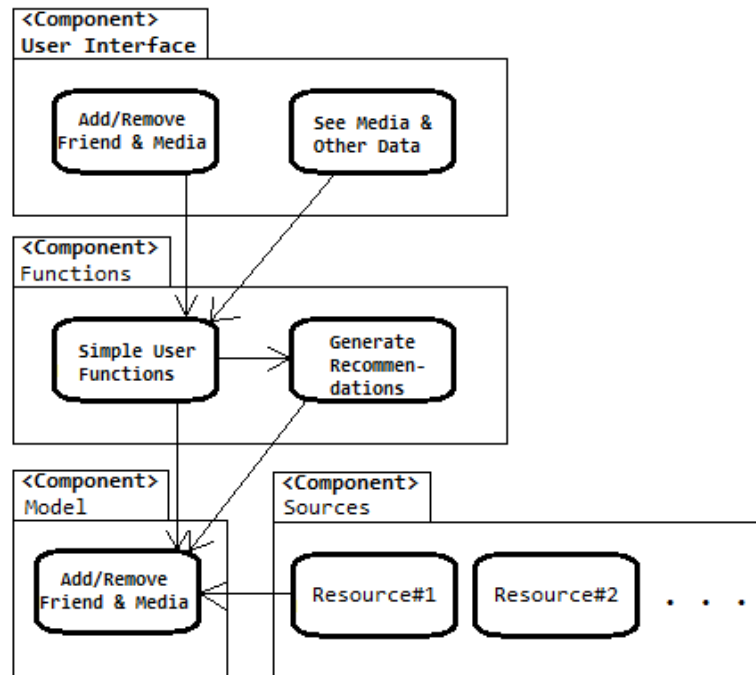 <Component>
User Interface
Add/Remove
Friend & Media
See Media &
Other Data
<Component>
Functions
Simple User
Functions
Generate
Recommen-
dations
<Component>
Model
Add/Remove
Friend & Media
<Component>
Sources
Resource#1
Resource#2
. . .